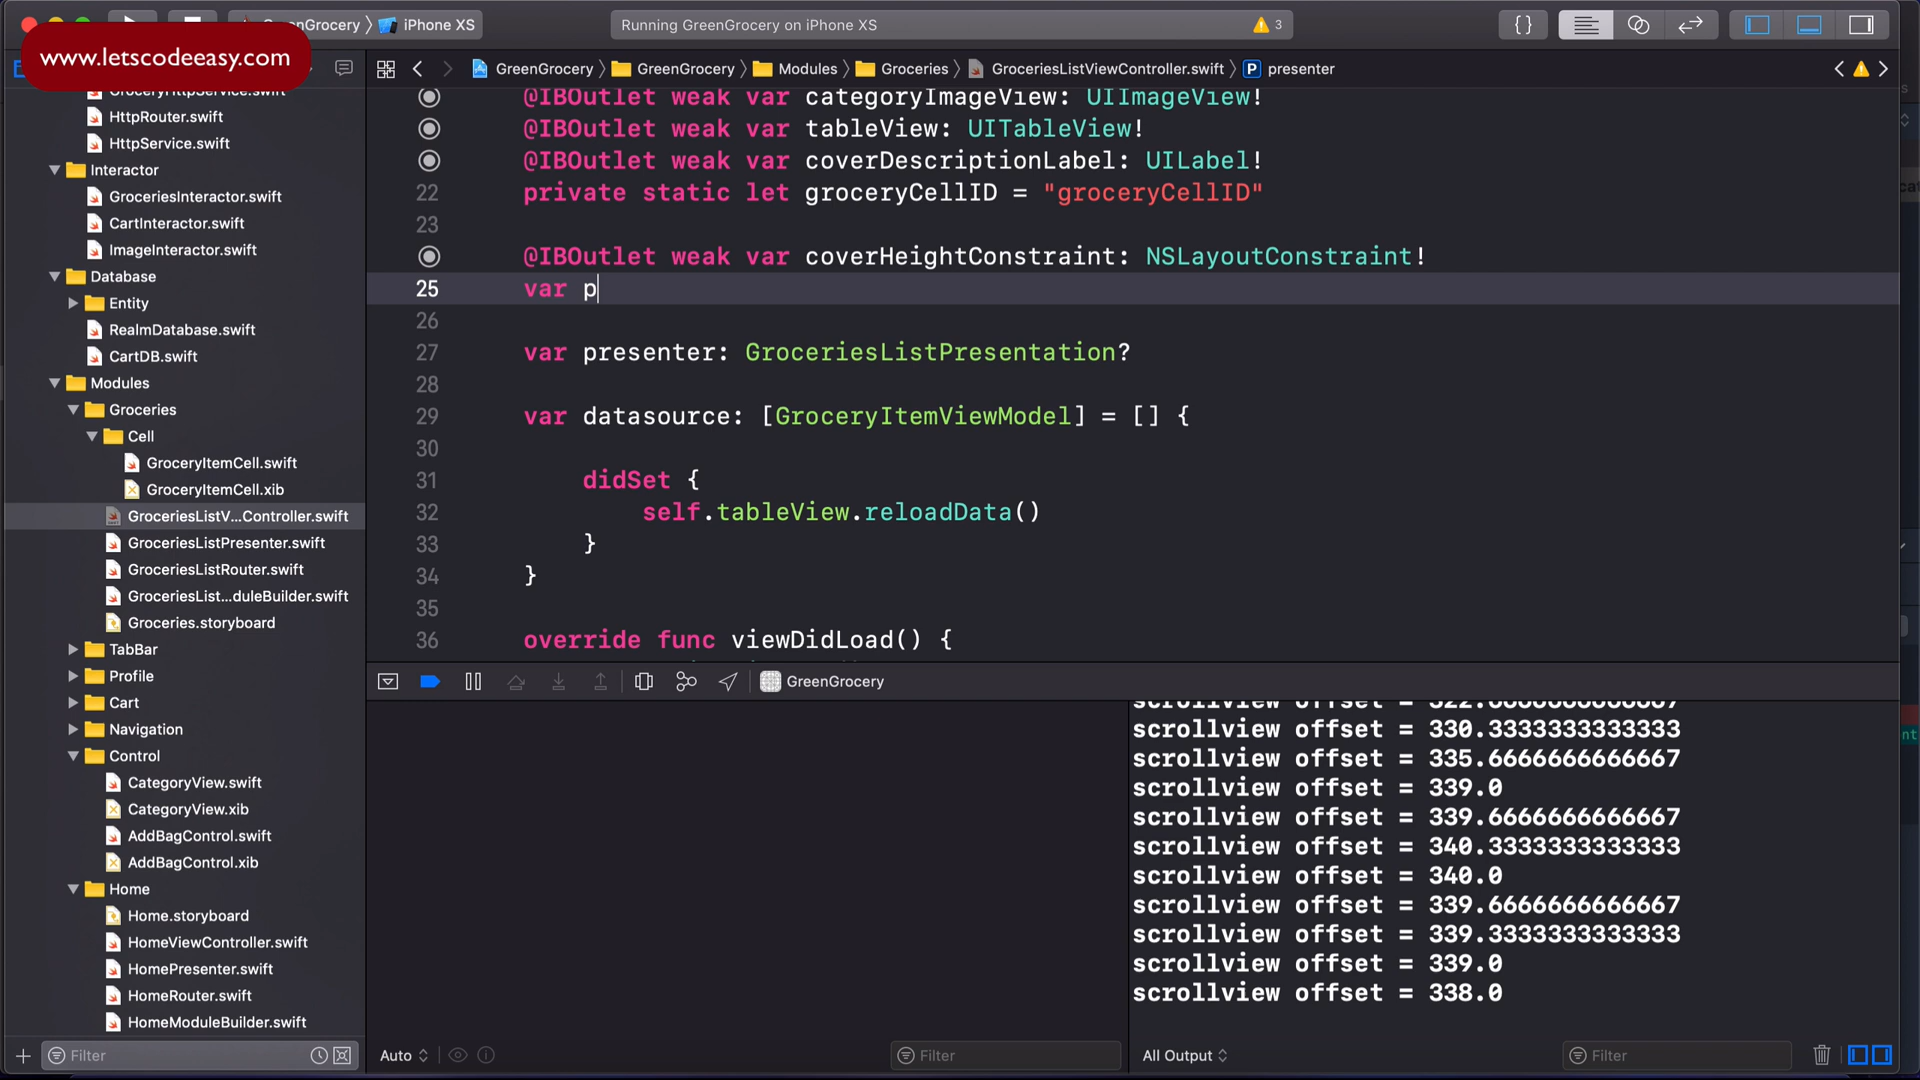 GreenGrocery
iPhone XS
Running GreenGrocery on iPhone XS
3
www.letscodeeasy.com
GreenGrocery
GreenGrocery
Modules
Groceries
GroceriesListViewController.swift
P
presenter
GroceryHttpService.swift
HttpRouter.swift
HttpService.swift
Interactor
GroceriesInteractor.swift
CartInteractor.swift
ImageInteractor.swift
Database
Entity
RealmDatabase.swift
CartDB.swift
Modules
Groceries
Cell
GroceryItemCell.swift
GroceryItemCell.xib
GroceriesListV...Controller.swift
GroceriesListPresenter.swift
GroceriesListRouter.swift
GroceriesList...duleBuilder.swift
Groceries.storyboard
TabBar
Profile
Cart
Navigation
Control
CategoryView.swift
CategoryView.xib
AddBagControl.swift
AddBagControl.xib
Home
Home.storyboard
HomeViewController.swift
HomePresenter.swift
HomeRouter.swift
HomeModuleBuilder.swift
Filter
@IBOutlet weak var categoryImageView: UIImageView!
@IBOutlet weak var tableView: UITableView!
@IBOutlet weak var coverDescriptionLabel: UILabel!
22 private static let groceryCellID = "groceryCellID"
23
@IBOutlet weak var coverHeightConstraint: NSLayoutConstraint!
25 var p
26
27 var presenter: GroceriesListPresentation?
28
29 var datasource: [GroceryItemViewModel] = [] {
30
31 didSet {
32 self.tableView.reloadData()
33 }
34 }
35
36 override func viewDidLoad() {
GreenGrocery
scrollview offset = 322.6666666666667
scrollview offset = 330.3333333333333
scrollview offset = 335.6666666666667
scrollview offset = 339.0
scrollview offset = 339.6666666666667
scrollview offset = 340.3333333333333
scrollview offset = 340.0
scrollview offset = 339.6666666666667
scrollview offset = 339.3333333333333
scrollview offset = 339.0
scrollview offset = 338.0
Auto
Filter
All Output
Filter